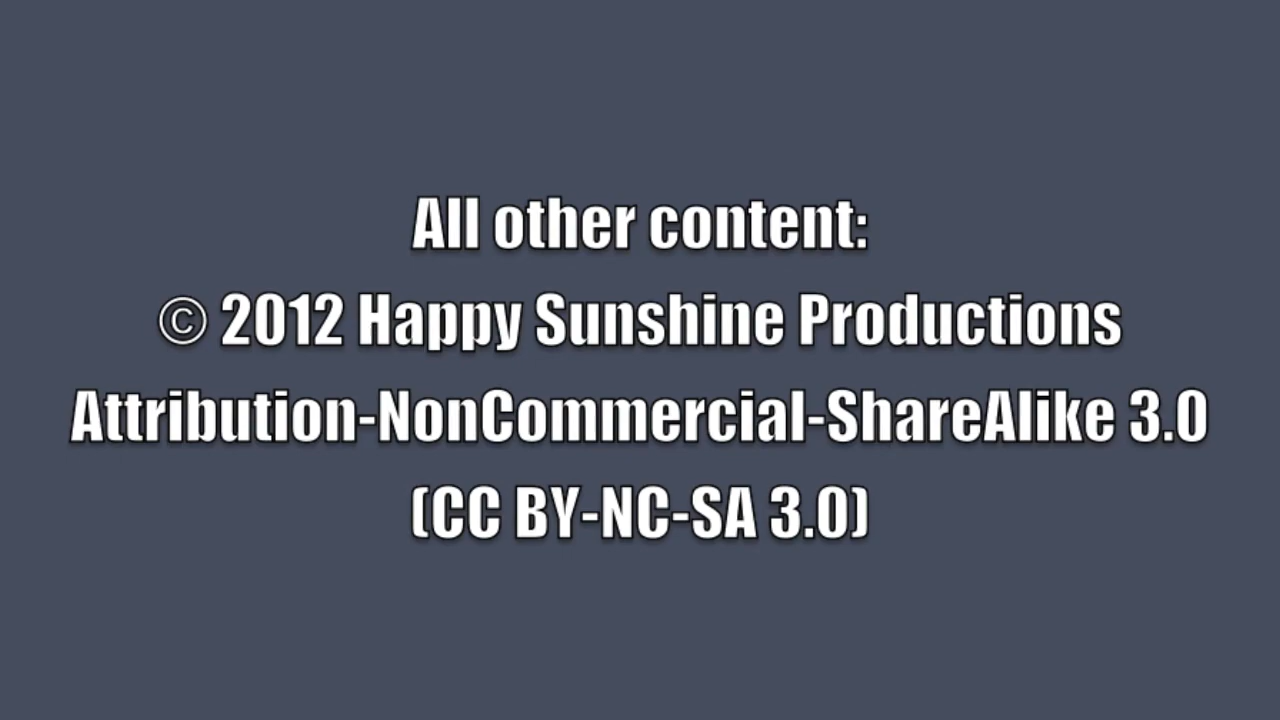 All other content:
© 2012 Happy Sunshine Productions
Attribution-NonCommercial-ShareAlike 3.0
(CC BY-NC-SA 3.0)